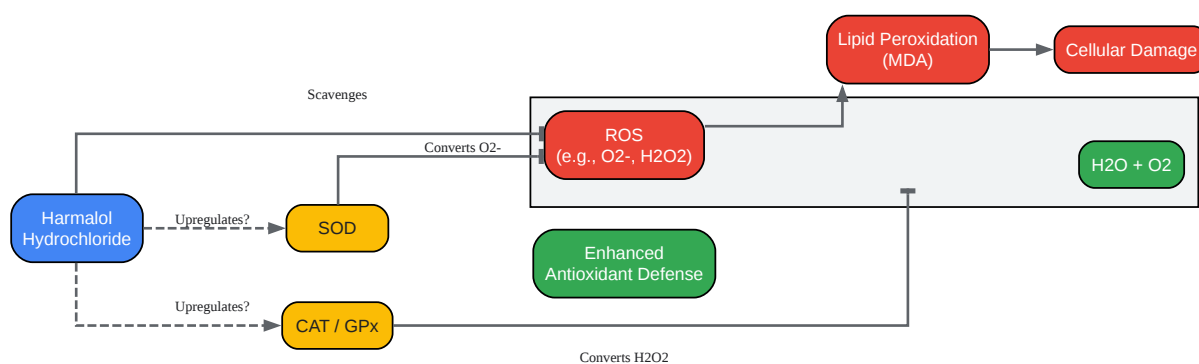 Lipid Peroxidation
(MDA)
Cellular Damage
Scavenges
ROS
(e.g., O2-, H2O2)
Converts O2-
H2O + O2
Harmalol
Hydrochloride
Upregulates?
SOD
Enhanced
Antioxidant Defense
Upregulates?
CAT / GPx
Converts H2O2